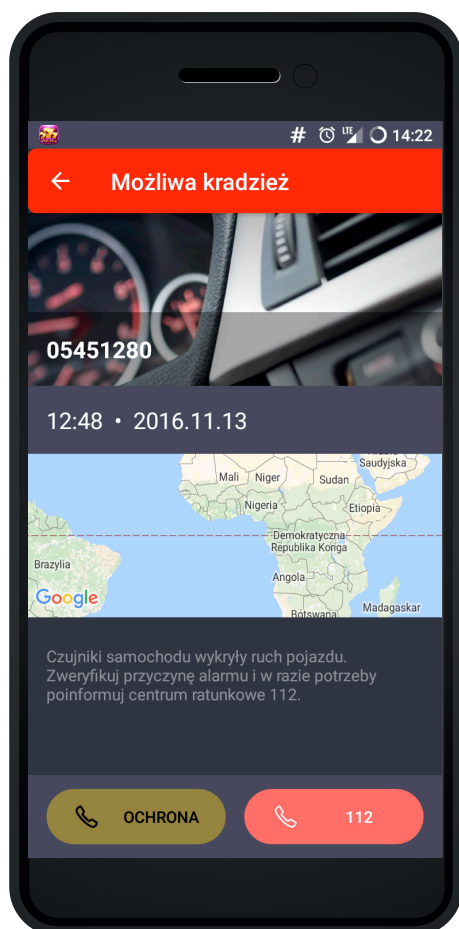 # LTE 14:22
Możliwa kradzież
05451280
12:48 • 2016.11.13
Saudyjska
Mali Niger Sudan
Nigeria Etiopia
Demokratyczna
Republika Konga
Brazylia
Angola
Google
Botswana Madagaskar
Czujniki samochodu wykryły ruch pojazdu.
Zweryfikuj przyczynę alarmu i w razie potrzeby
poinformuj centrum ratunkowe 112.
OCHRONA 112